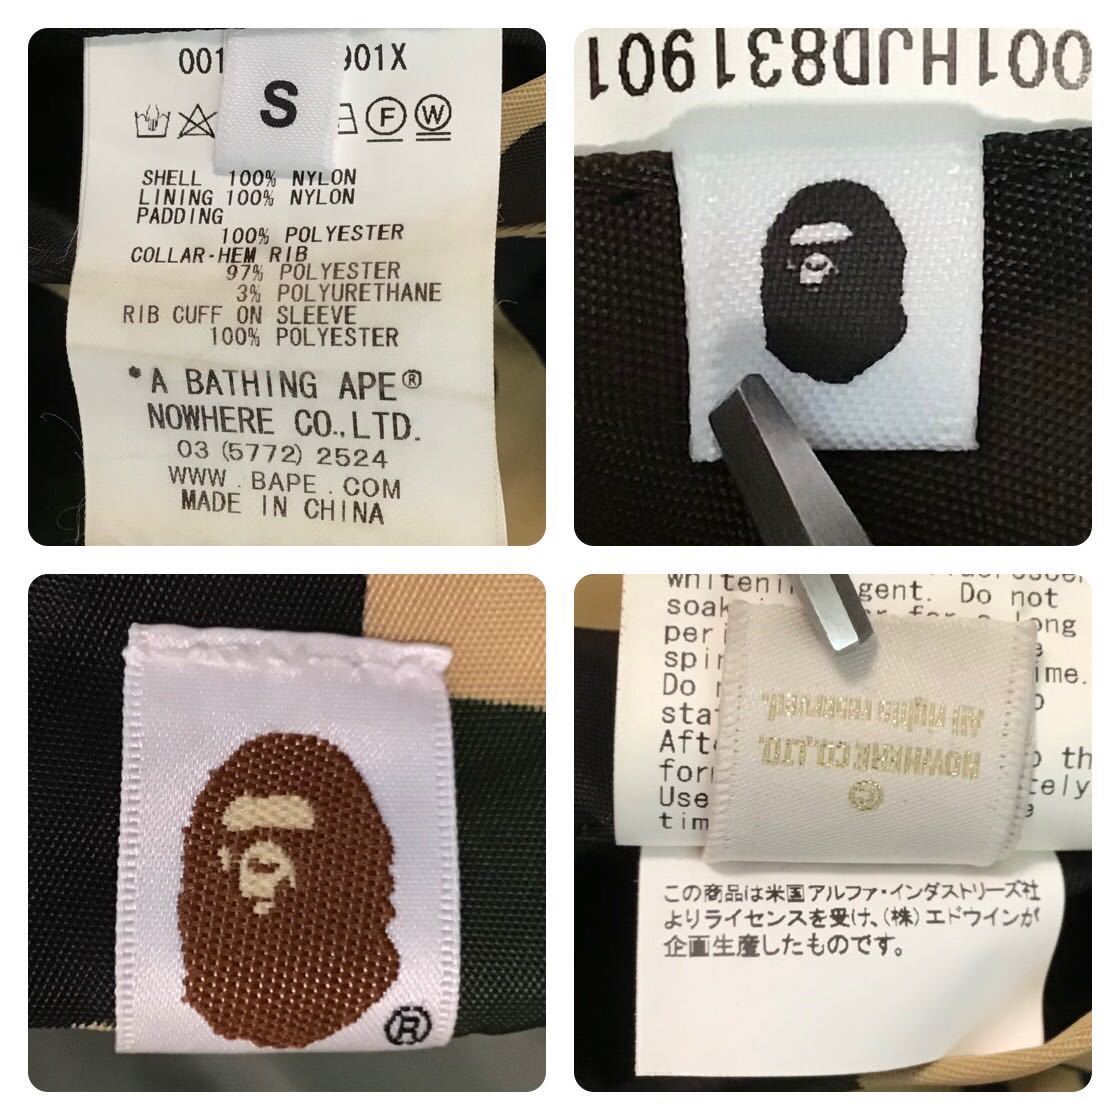 001 901X
S
F W
SHELL 100% NYLON
LINING 100% NYLON
PADDING
100% POLYESTER
COLLAR·HEM RIB
97% POLYESTER
3% POLYURETHANE
RIB CUFF ON SLEEVE
100% POLYESTER
*A BATHING APE®
NOWHERE CO.,LTD.
03 (5772) 2524
WWW.BAPE.COM
MADE IN CHINA
001HJD831901
®
gent. Do not
soak for a long
Do
Use
©
NOWHERE CO.,LTD.
All rights reserved.
この商品は米国アルファ・インダストリーズ社
よりライセンスを受け、(株)エドウインが
企画生産したものです。